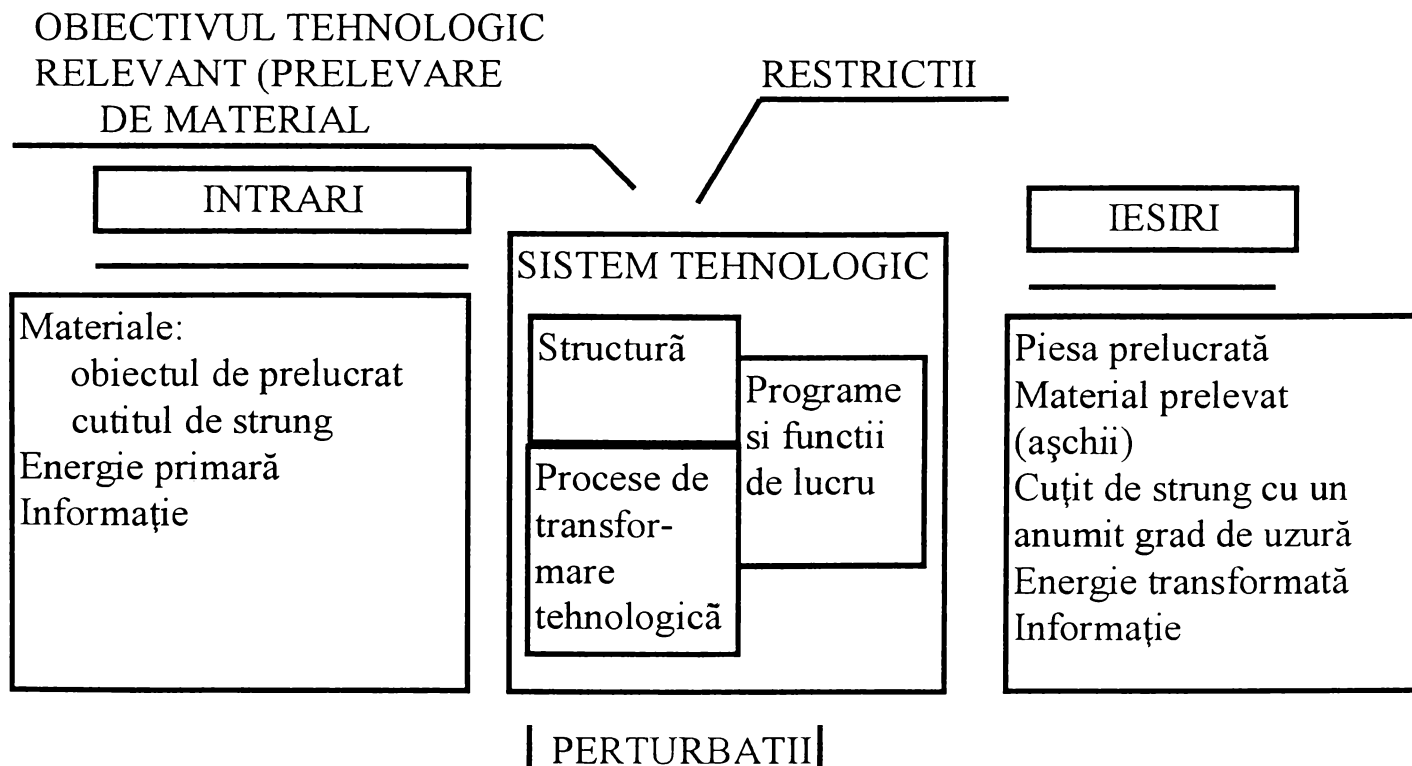 OBIECTIVUL TEHNOLOGIC
RELEVANT (PRELEVARE
DE MATERIAL
RESTRICTII
INTRARI
Materiale:
obiectul de prelucrat
cutitul de strung
Energie primară
Informaţie
SISTEM TEHNOLOGIC
Structurã
Procese de
transfor-
mare
tehnologicã
Programe
si functii
de lucru
IESIRI
Piesa prelucrată
Material prelevat
(aşchii)
Cuţit de strung cu un
anumit grad de uzură
Energie transformată
Informaţie
PERTURBATII